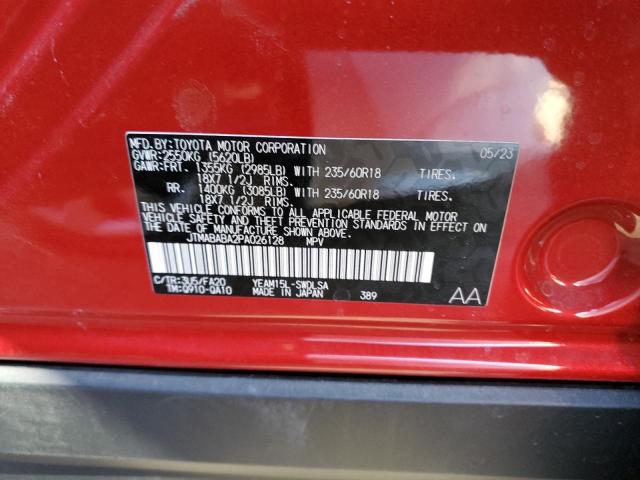 MFD. BY: TOYOTA MOTOR CORPORATION 05/23
GVWR: 2550KG (5620LB)
GAWR: FRT. 1355KG (2985LB) WITH 235/60R18 TIRES,
18X7 1/2J RIMS.
RR. 1400KG (3085LB) WITH 235/60R18 TIRES,
18X7 1/2J RIMS.
THIS VEHICLE CONFORMS TO ALL APPLICABLE FEDERAL MOTOR
VEHICLE SAFETY AND THEFT PREVENTION STANDARDS IN EFFECT ON
THE DATE OF MANUFACTURE SHOWN ABOVE.
JTMABABA2PA026128 MPV
C/TR: 3U5/FA20 YEAM15L-SWDLSA
TM: Q910-QA10 MADE IN JAPAN 389 AA